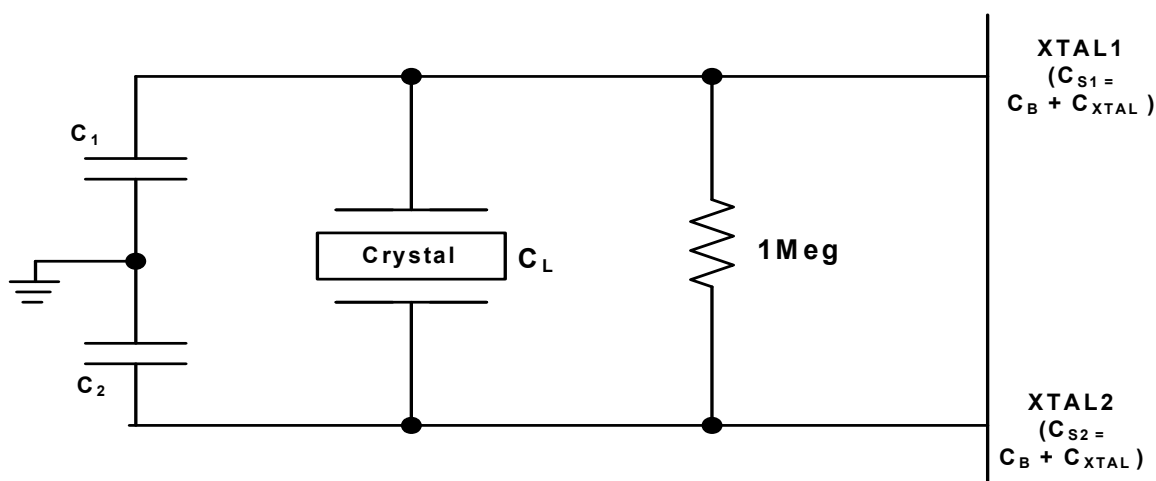 XTAL1
(CS1 =
CB + CXTAL )
C1
Crystal
CL
1Meg
C2
XTAL2
(CS2 =
CB + CXTAL )